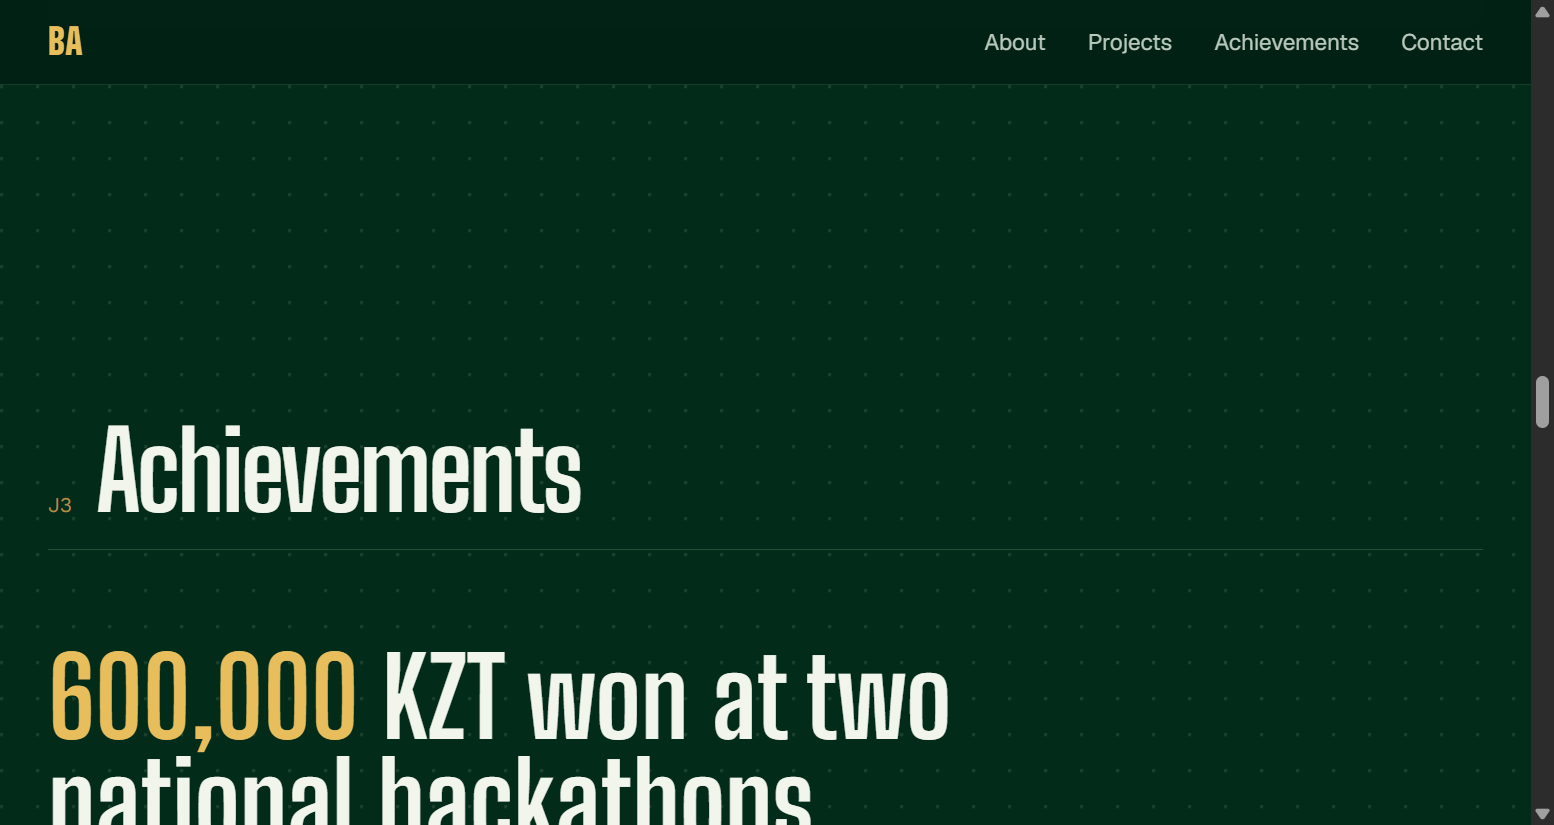 BA
About Projects Achievements Contact
J3 Achievements
600,000 KZT won at two
national hackathons